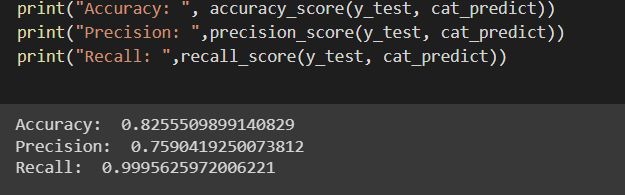 print("Accuracy: ", accuracy_score(y_test, cat_predict))
print("Precision: ",precision_score(y_test, cat_predict))
print("Recall: ",recall_score(y_test, cat_predict))
Accuracy:  0.8255509899140829
Precision:  0.7590419250073812
Recall:  0.9995625972006221